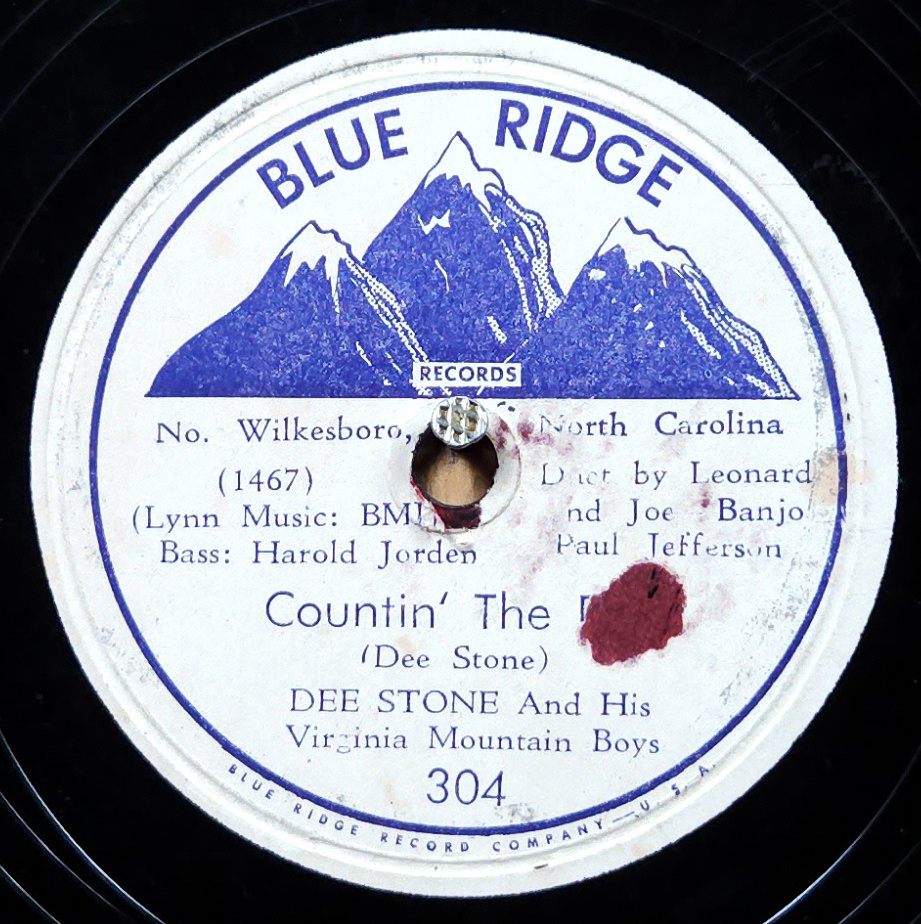 BLUE RIDGE
RECORDS
No. Wilkesboro, North Carolina
(1467)
(Lynn Music: BMI
Bass: Harold Jorden
Duet by Leonard
and Joe Banjo
Paul Jefferson
Countin' The
(Dee Stone)
DEE STONE And His
Virginia Mountain Boys
304
BLUE RIDGE RECORD COMPANY—U. S. A.